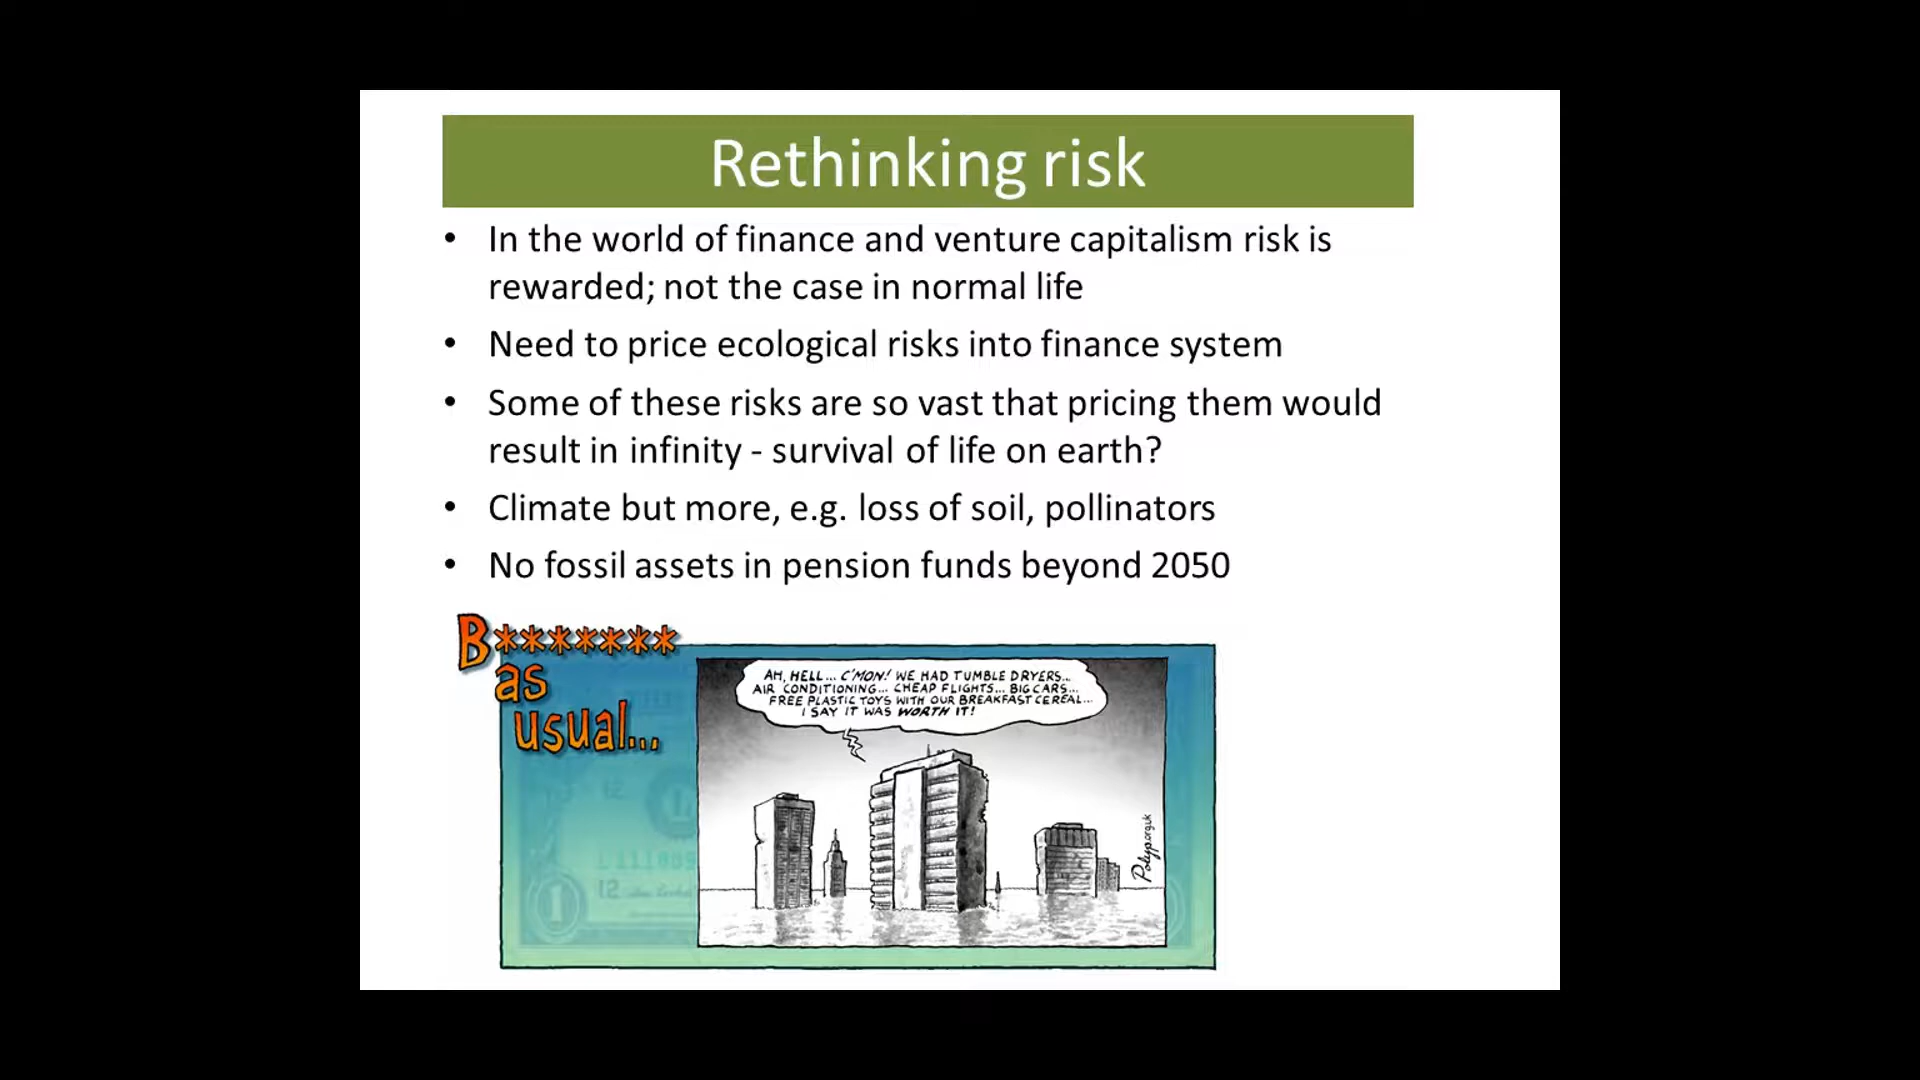 Rethinking risk
• In the world of finance and venture capitalism risk is
rewarded; not the case in normal life
• Need to price ecological risks into finance system
• Some of these risks are so vast that pricing them would
result in infinity - survival of life on earth?
• Climate but more, e.g. loss of soil, pollinators
• No fossil assets in pension funds beyond 2050
B*******
as
usual...
AH, HELL... C'MON! WE HAD TUMBLE DRYERS...
AIR CONDITIONING... CHEAP FLIGHTS... BIG CARS...
FREE PLASTIC TOYS WITH OUR BREAKFAST CEREAL...
I SAY IT WAS WORTH IT!
Polyp.org.uk
12
12
1